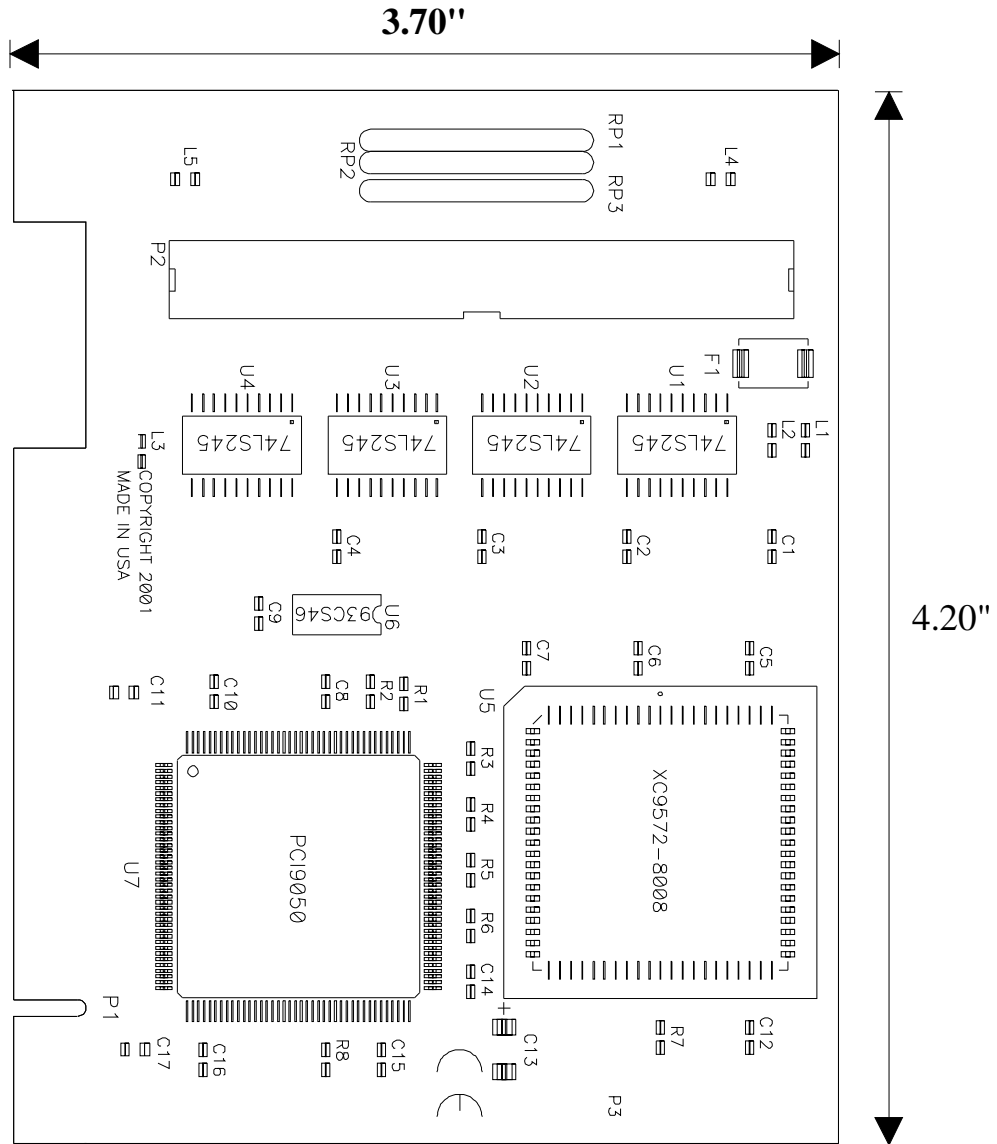 3.70"
RP1
L5
RP2
L4
RP3
P2
F1
U4
U3
U2
U1
74LS245
74LS245
74LS245
74LS245
L3
L2
L1
COPYRIGHT 2001
MADE IN USA
C4
C3
C2
C1
C9
93CS46
U6
4.20"
C7
C6
C5
C11
C10
C8
R2
R1
U5
R3
XC9572-8008
R4
PCI9050
U7
R5
R6
C14
P1
+
C13
R7
C12
C17
C16
R8
C15
P3